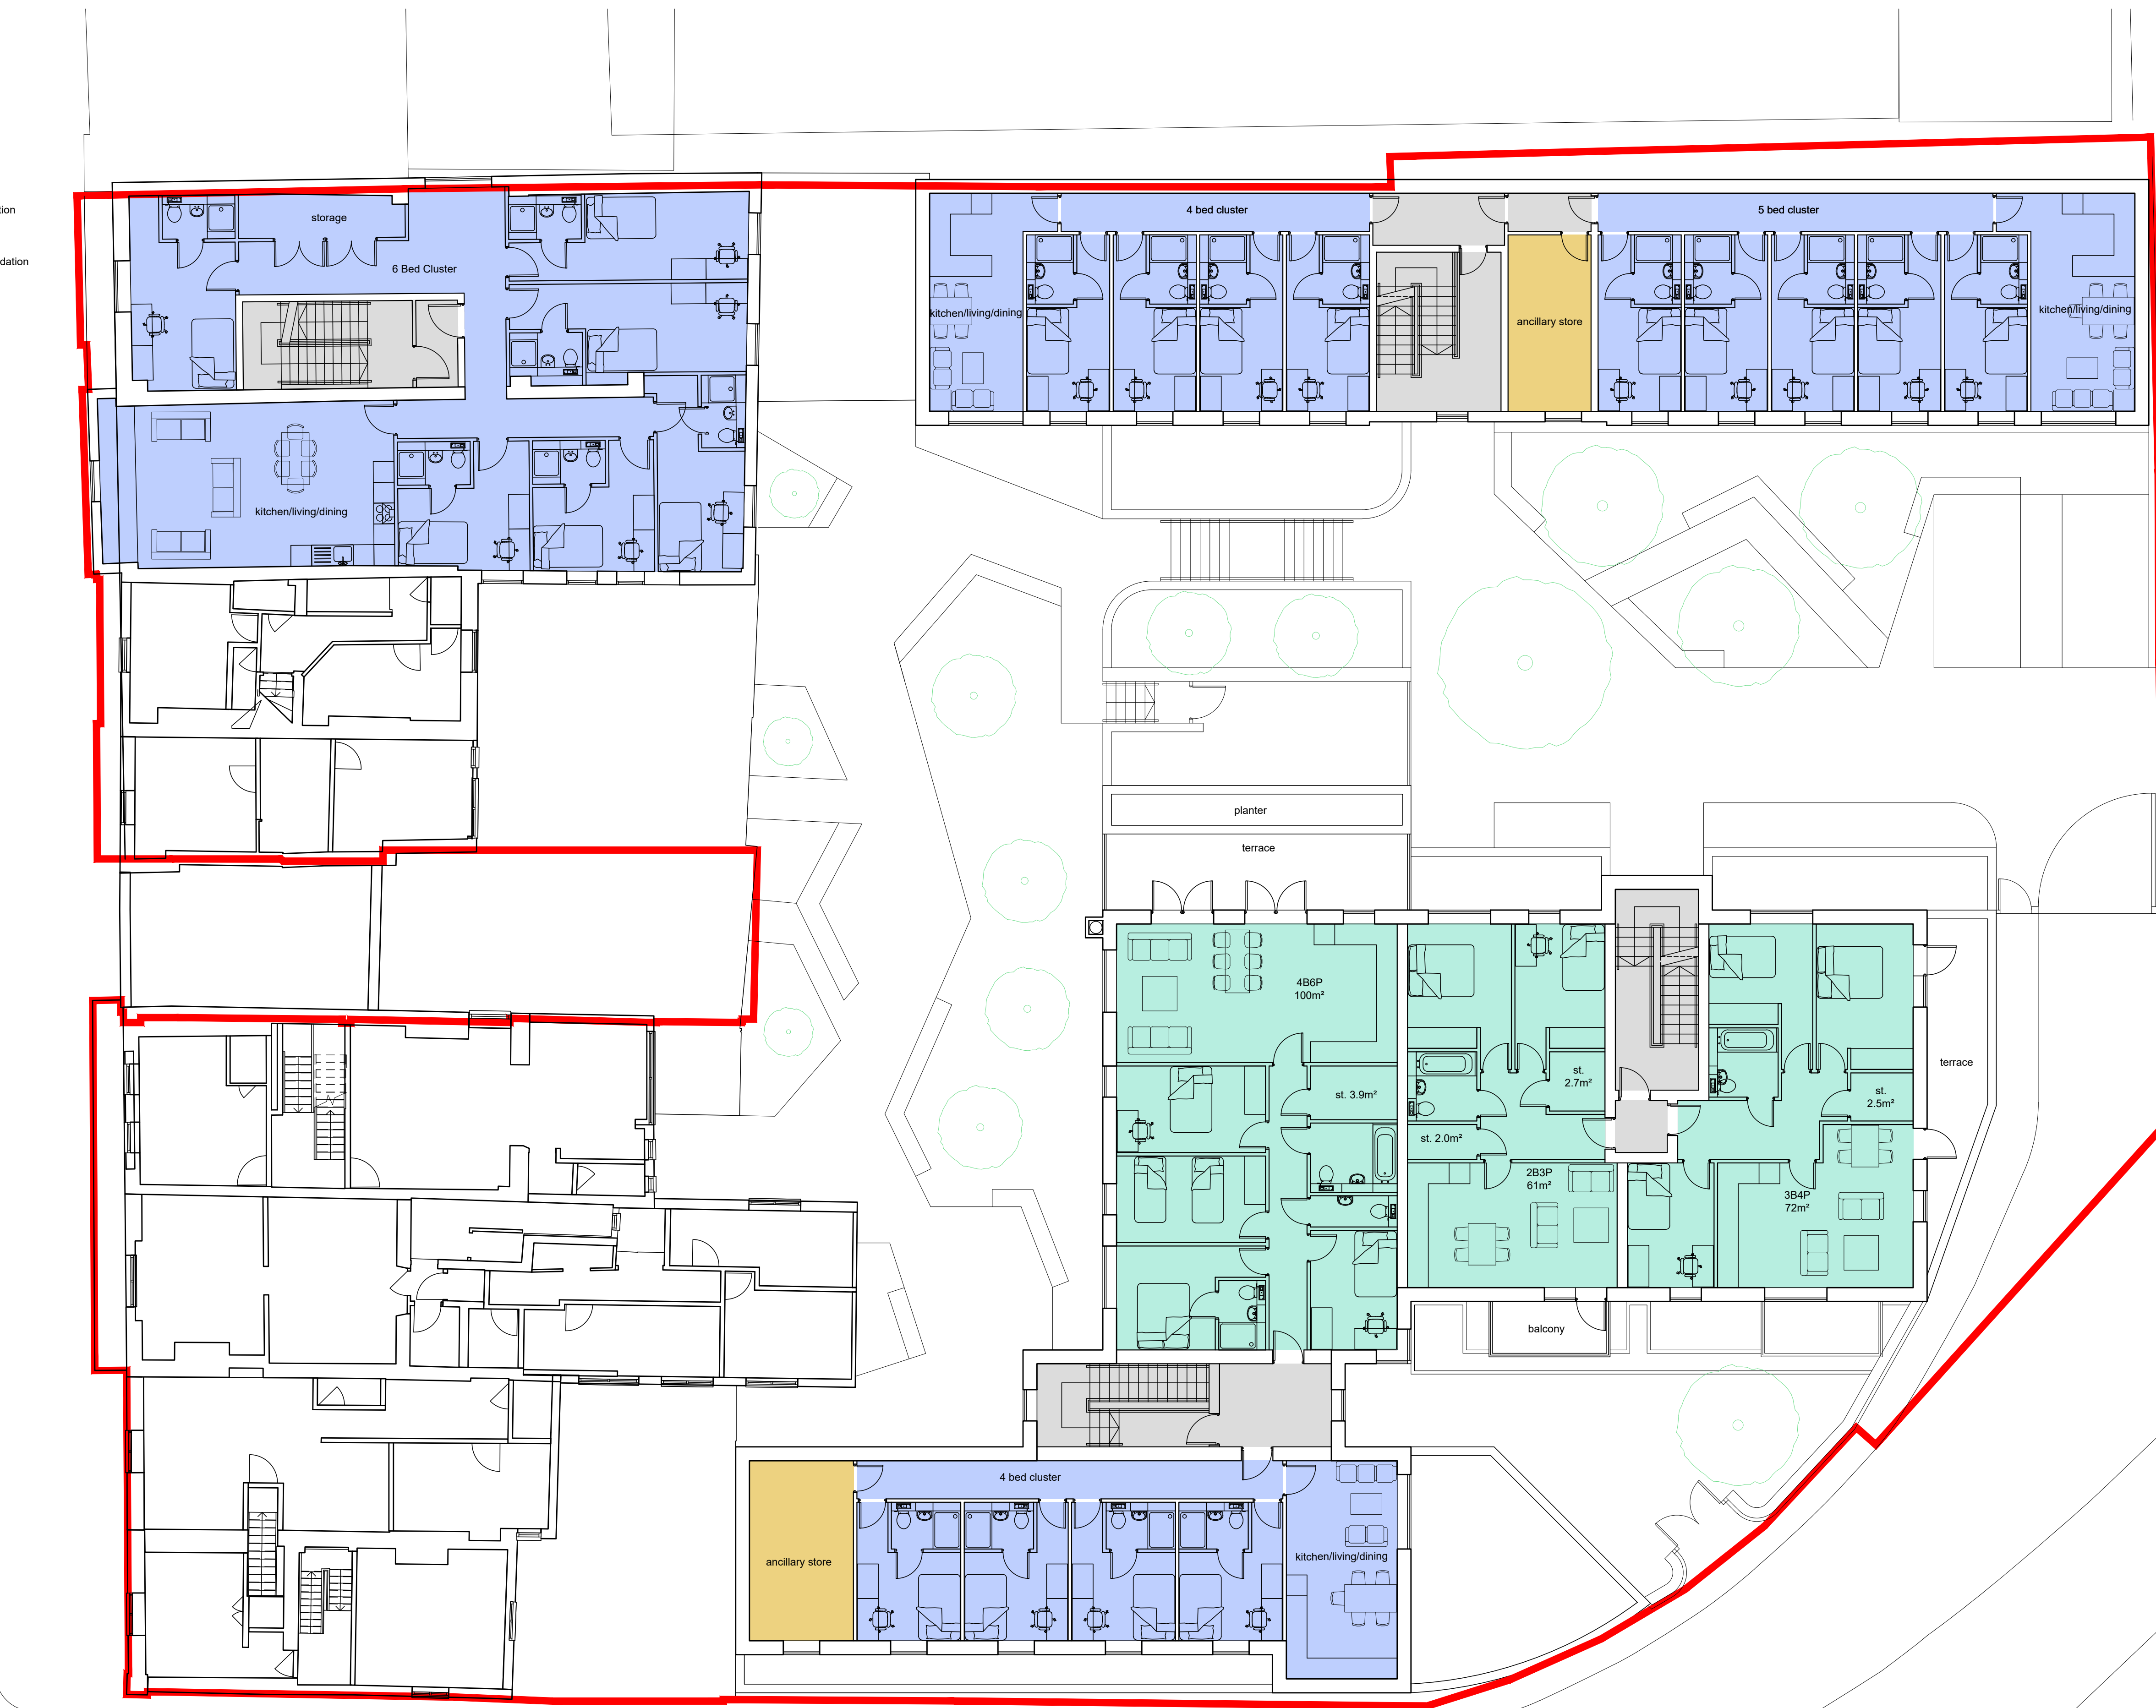 tion
dation
storage
6 Bed Cluster
kitchen/living/dining
4 bed cluster
kitchen/living/dining
ancillary store
5 bed cluster
kitchen/living/dining
planter
terrace
4B6P
100m²
st. 3.9m²
st.
2.7m²
st. 2.0m²
2B3P
61m²
st.
2.5m²
3B4P
72m²
terrace
balcony
4 bed cluster
ancillary store
kitchen/living/dining